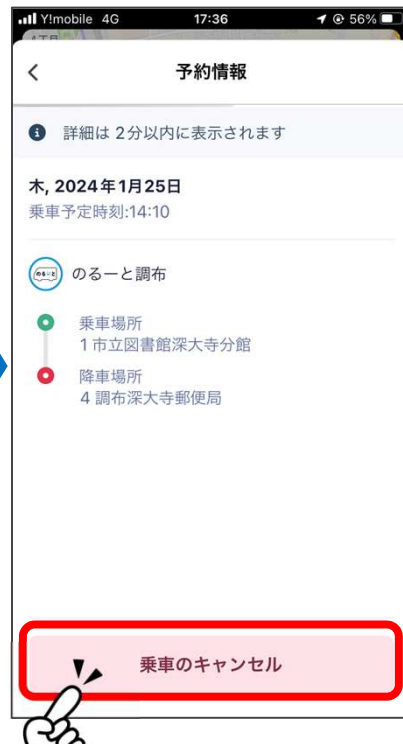 Y!mobile 4G 17:36 56%
4丁目
予約情報
詳細は 2分以内に表示されます
木, 2024年1月25日
乗車予定時刻:14:10
のるーと
のるーと調布
乗車場所
1 市立図書館深大寺分館
降車場所
4 調布深大寺郵便局
乗車のキャンセル